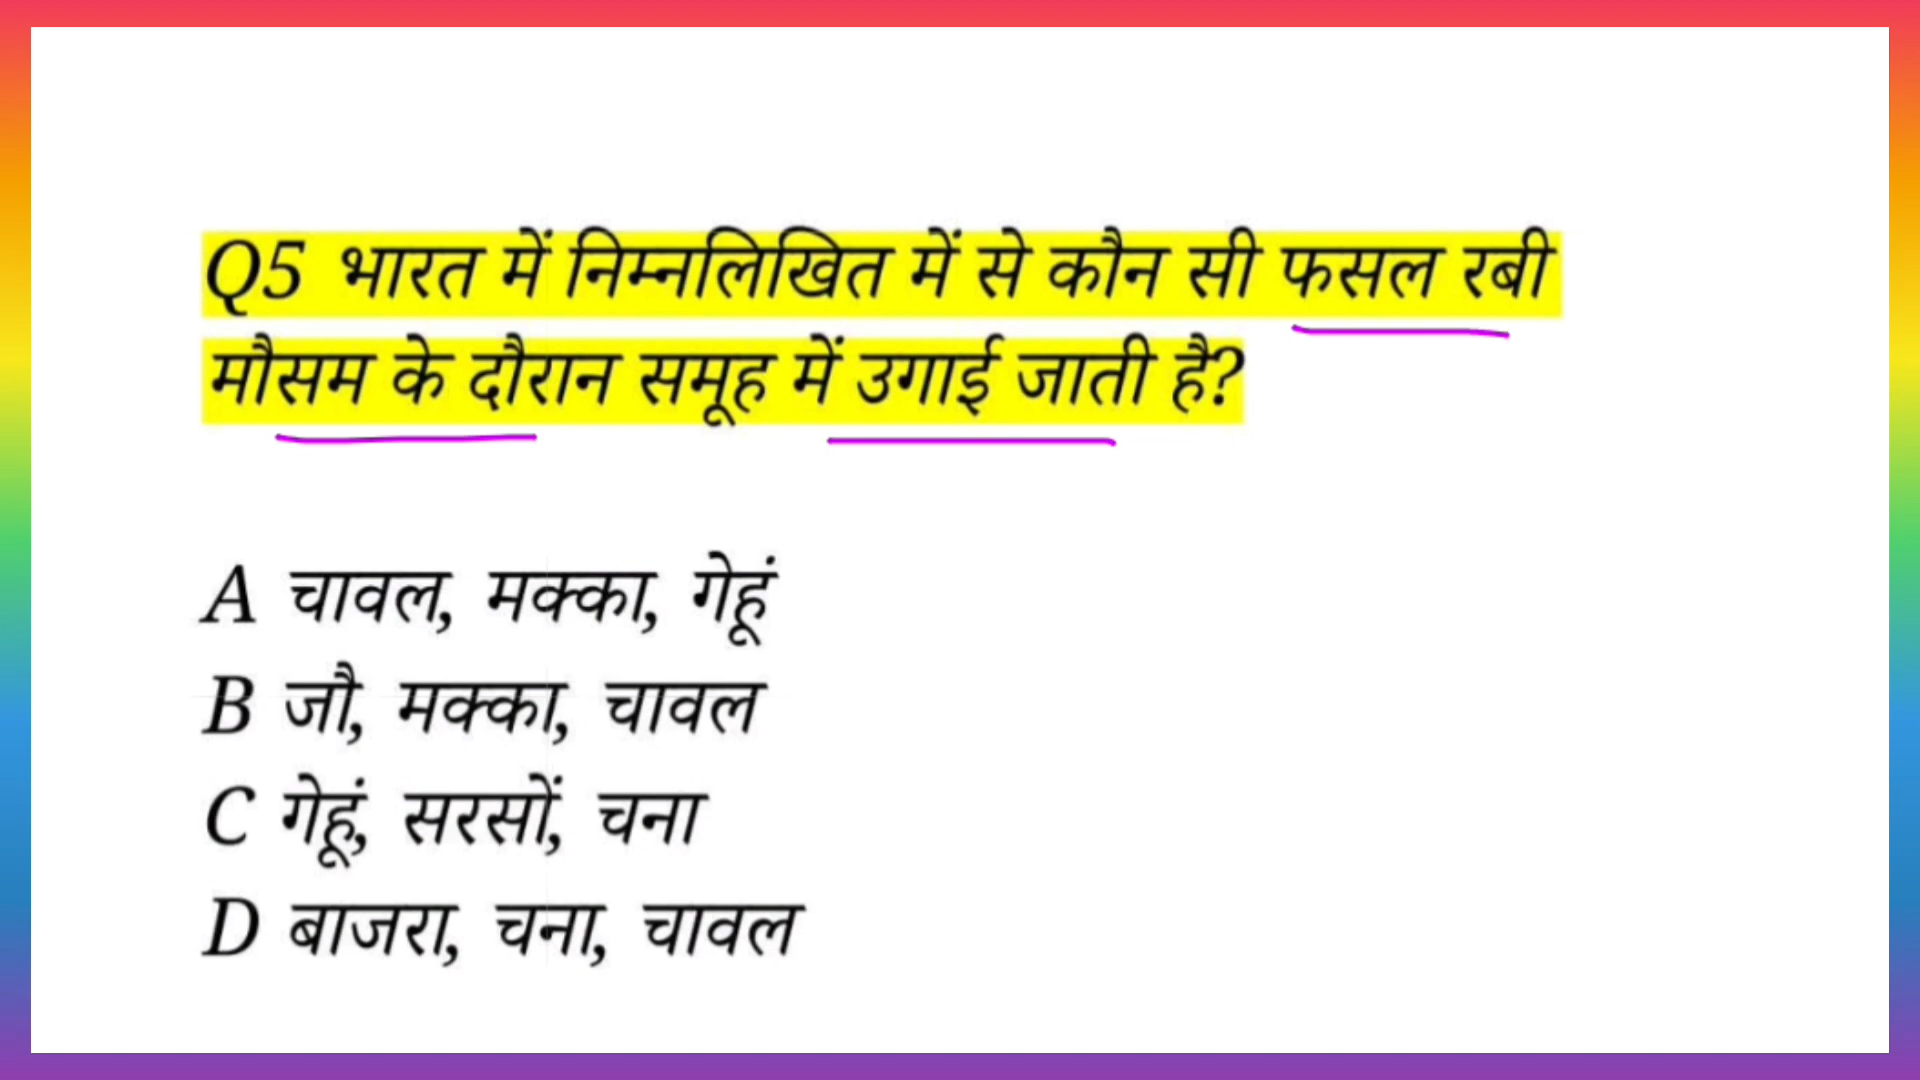 Q5 भारत में निम्नलिखित में से कौन सी फसल रबी
मौसम के दौरान समूह में उगाई जाती है?
A चावल, मक्का, गेहूं
B जौ, मक्का, चावल
C गेहूं, सरसों, चना
D बाजरा, चना, चावल